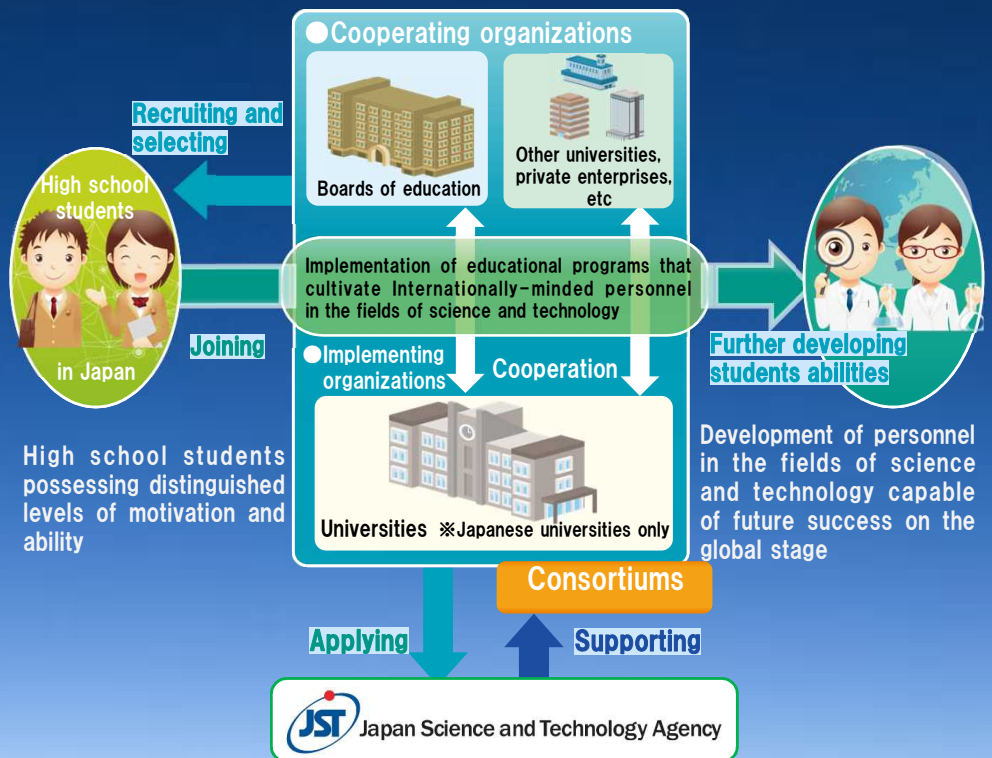 ●Cooperating organizations
Boards of education
Other universities,
private enterprises,
etc
Recruiting and
selecting
High school
students
in Japan
Joining
Implementation of educational programs that
cultivate Internationally-minded personnel
in the fields of science and technology
●Implementing
organizations
Cooperation
Further developing
students abilities
Universities ※Japanese universities only
High school students
possessing distinguished
levels of motivation and
ability
Development of personnel
in the fields of science
and technology capable
of future success on the
global stage
Consortiums
Applying
Supporting
JST Japan Science and Technology Agency